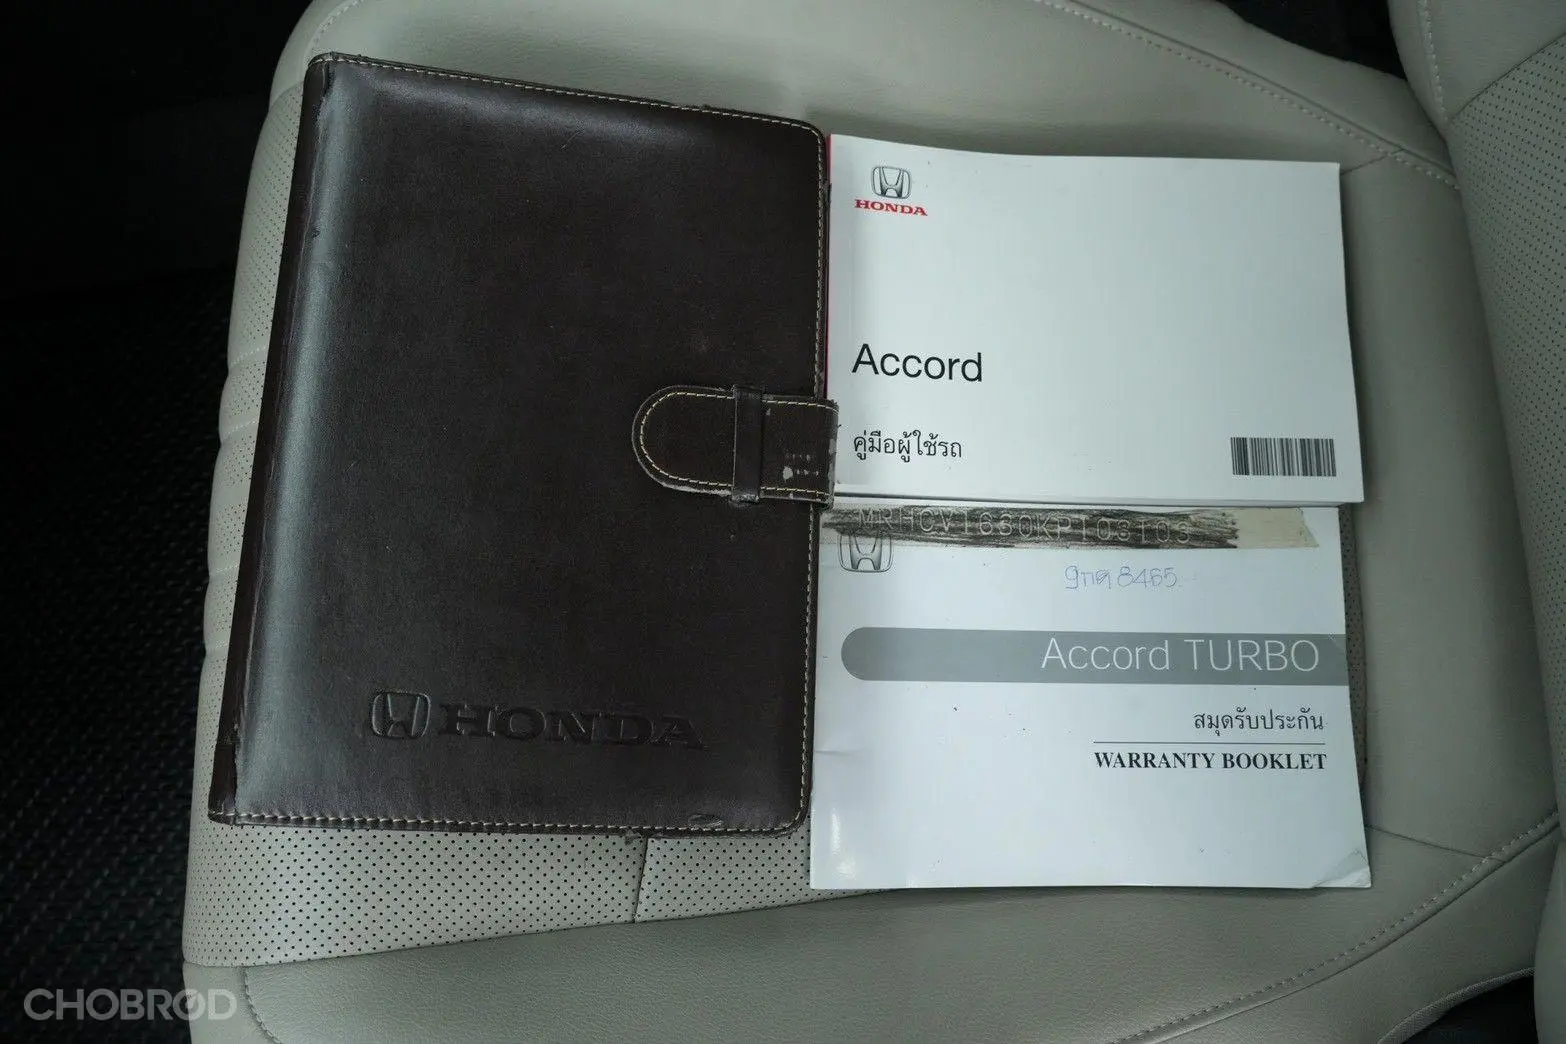 HONDA
HONDA
Accord
คู่มือผู้ใช้รถ
MRHCV1630KP103103
9กฎ 8465
Accord TURBO
สมุดรับประกัน
WARRANTY BOOKLET
CHOBROD